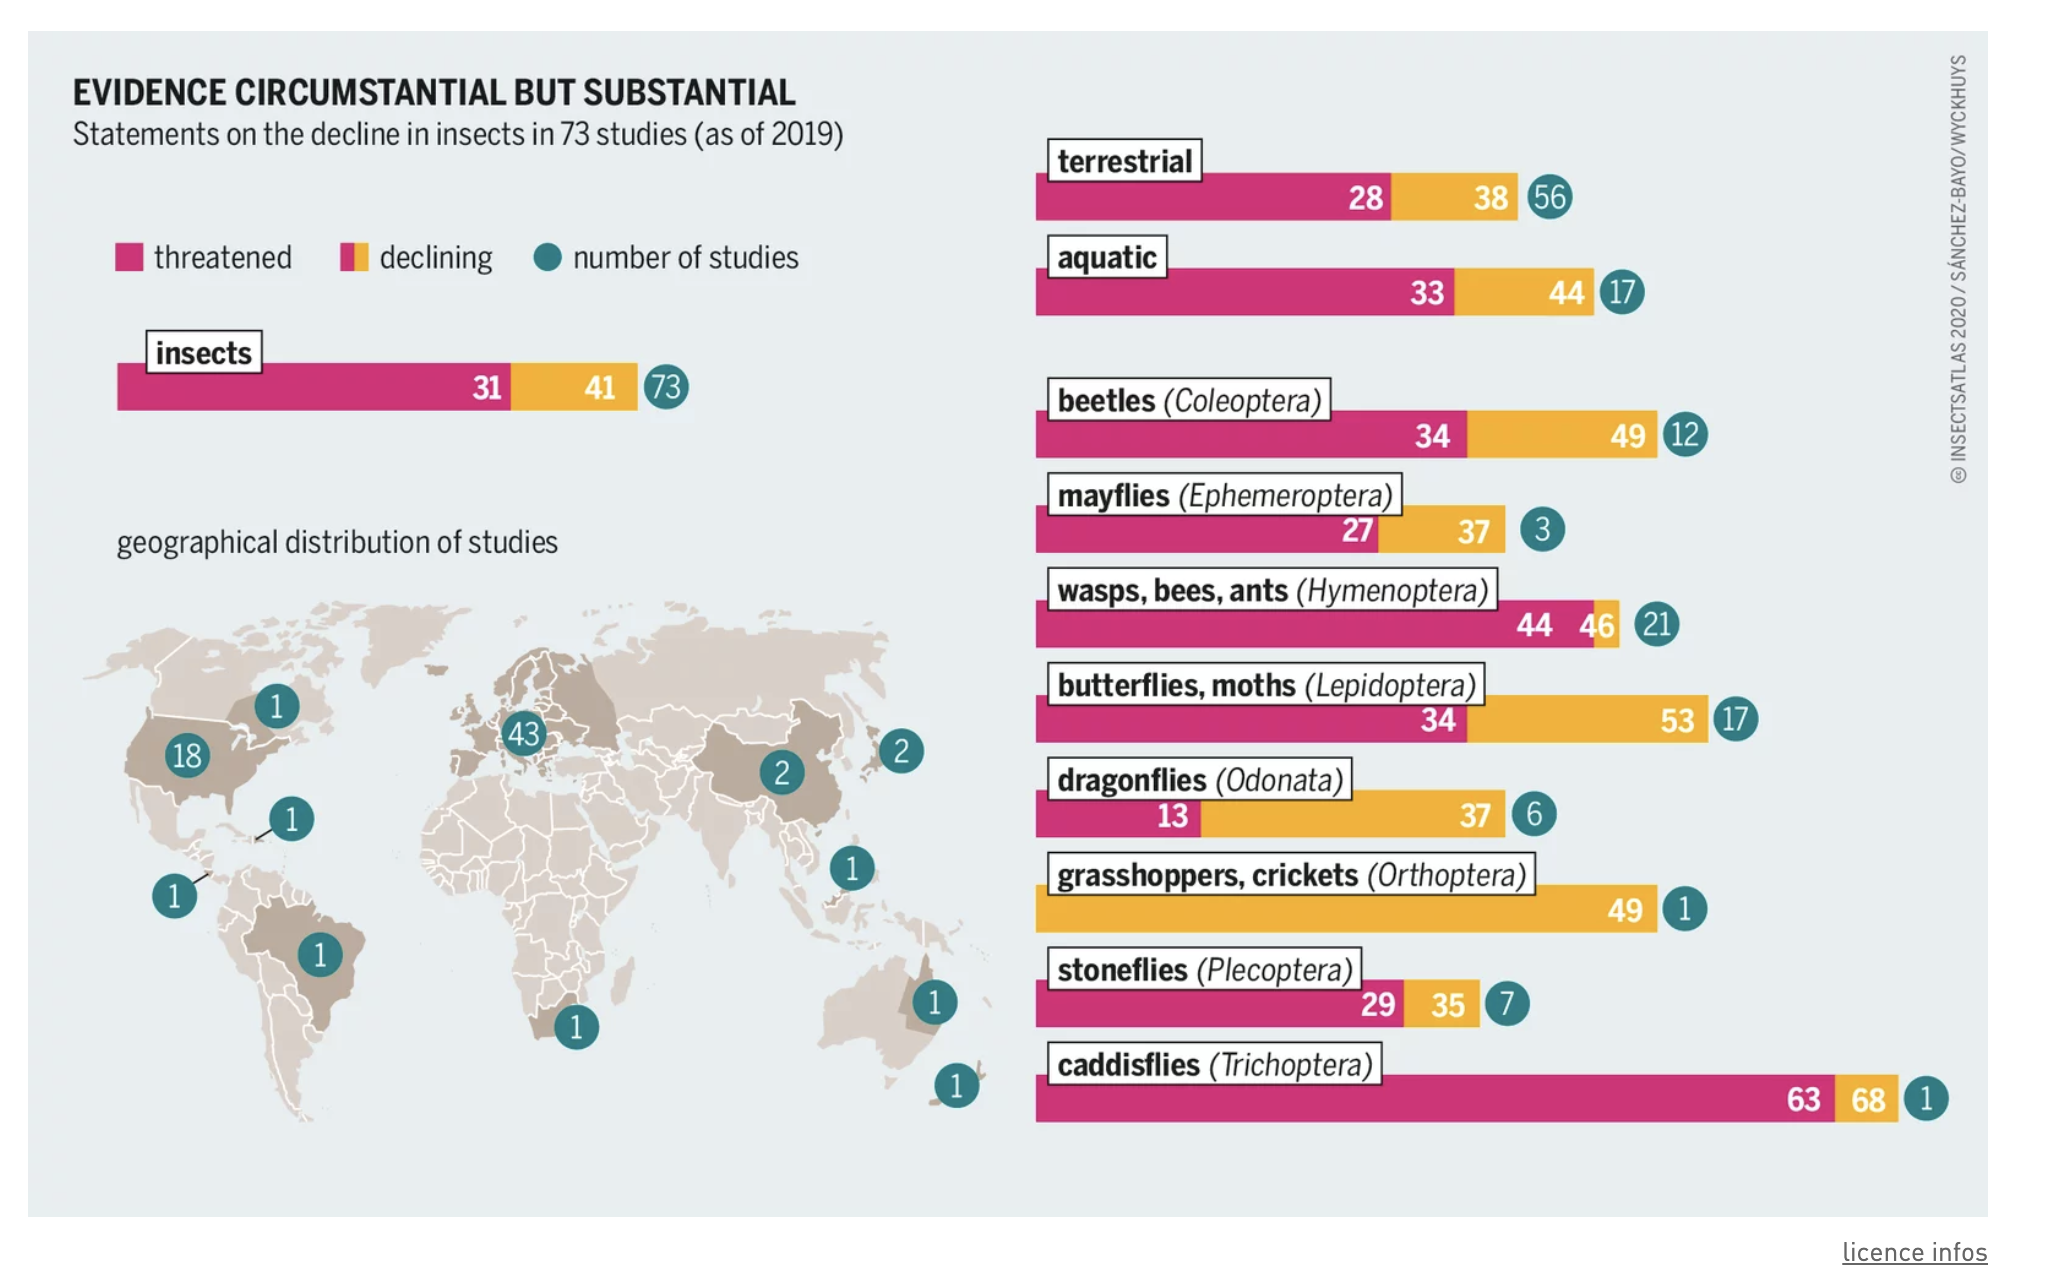 EVIDENCE CIRCUMSTANTIAL BUT SUBSTANTIAL
Statements on the decline in insects in 73 studies (as of 2019)
threatened declining number of studies
insects
31 41 73
geographical distribution of studies
1
18
43
2
2
1
1
1
1
1
1
1
terrestrial
28 38 56
aquatic
33 44 17
beetles (Coleoptera)
34 49 12
mayflies (Ephemeroptera)
27 37 3
wasps, bees, ants (Hymenoptera)
44 46 21
butterflies, moths (Lepidoptera)
34 53 17
dragonflies (Odonata)
13 37 6
grasshoppers, crickets (Orthoptera)
49 1
stoneflies (Plecoptera)
29 35 7
caddisflies (Trichoptera)
63 68 1
🅭 INSECTSATLAS 2020 / SÁNCHEZ-BAYO/WYCKHUYS
licence infos